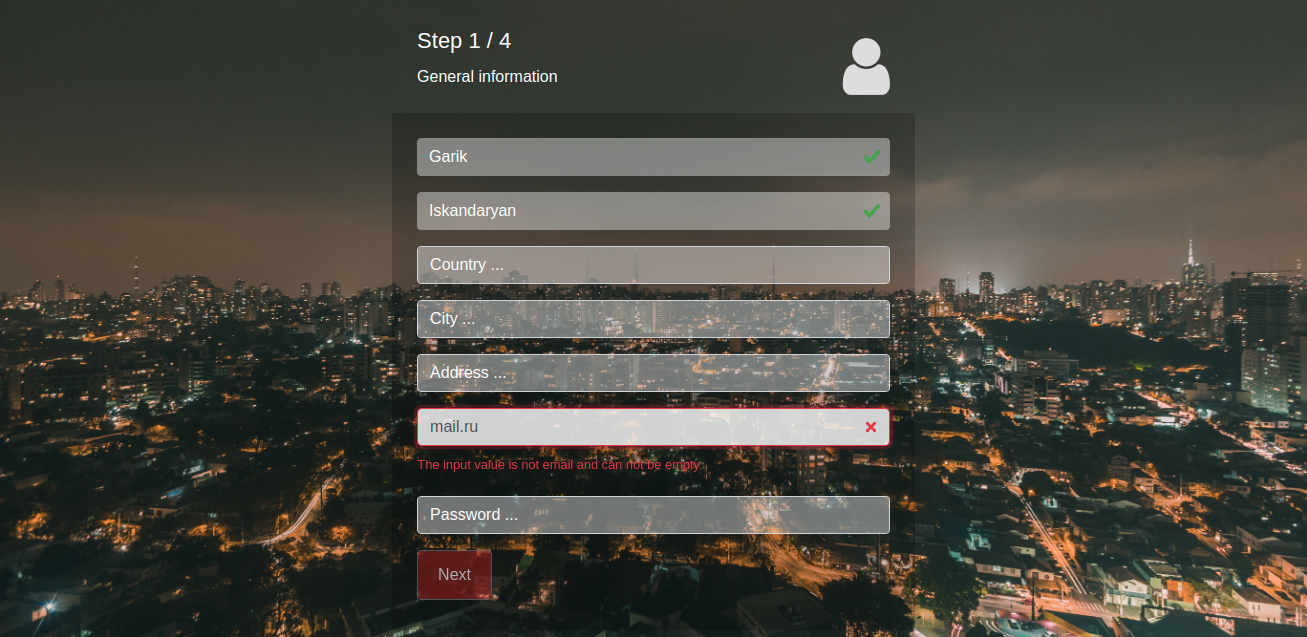 Step 1 / 4
General information
Garik
Iskandaryan
Country ...
City ...
Address ...
mail.ru
The input value is not email and can not be empty.
Password ...
Next